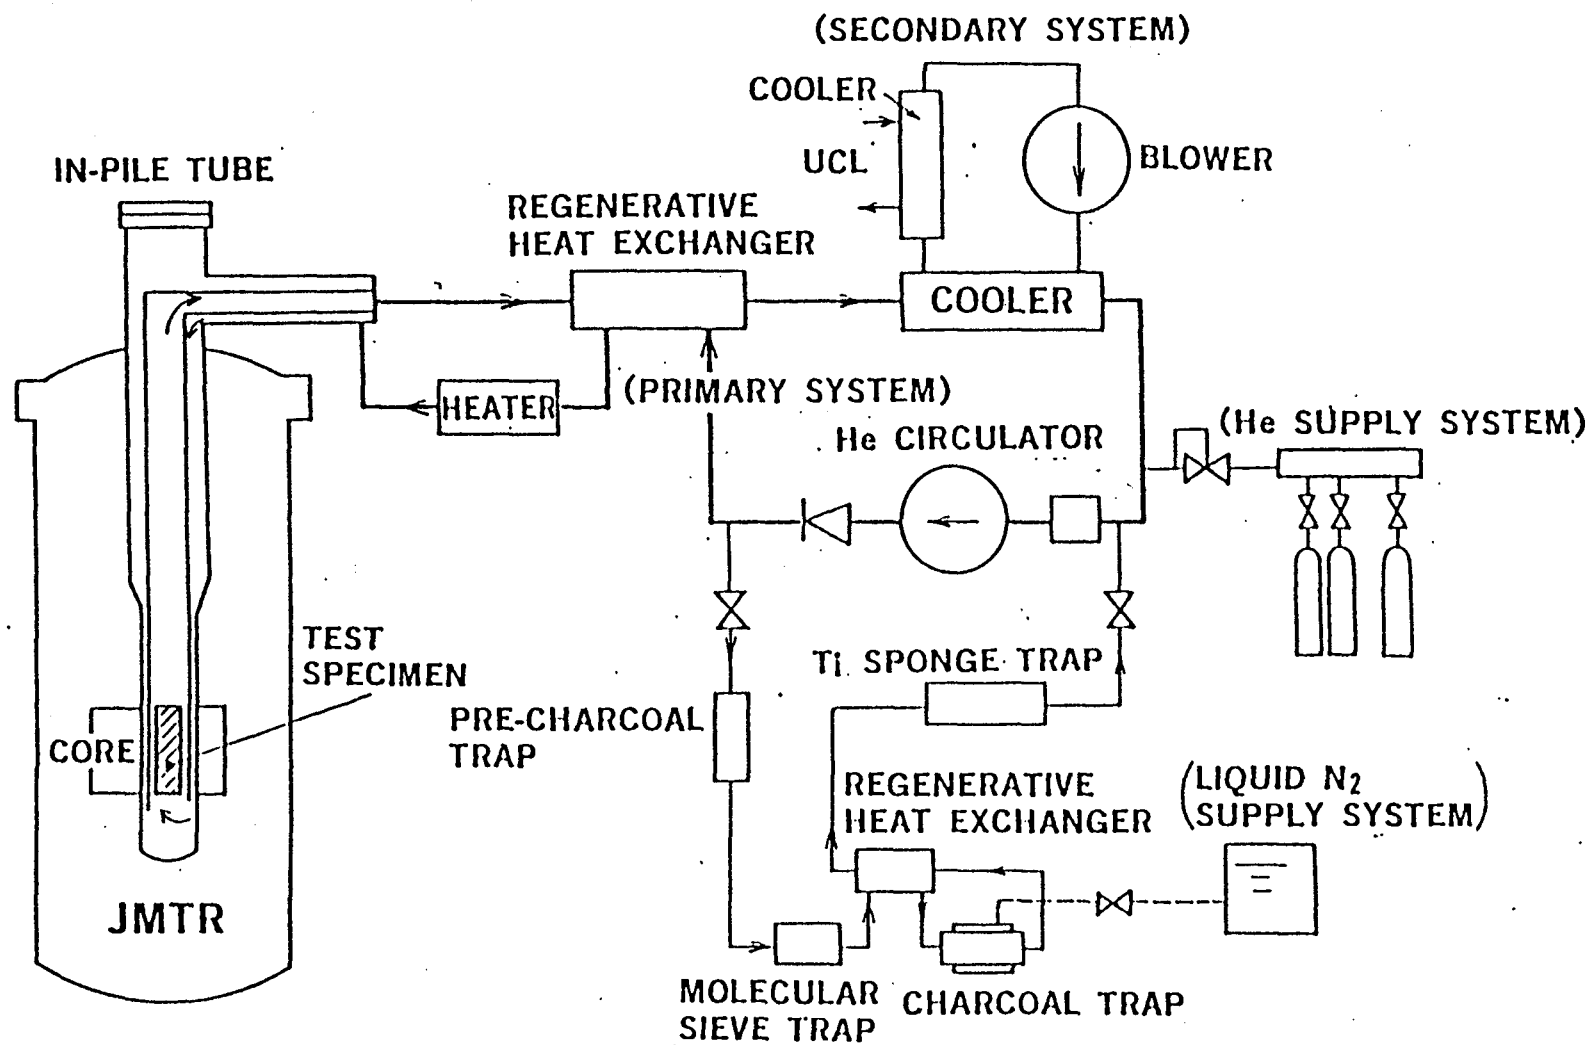 (SECONDARY SYSTEM)
COOLER
UCL
BLOWER
IN-PILE TUBE
REGENERATIVE
HEAT EXCHANGER
COOLER
HEATER
(PRIMARY SYSTEM)
He CIRCULATOR
(He SUPPLY SYSTEM)
TEST
SPECIMEN
CORE
PRE-CHARCOAL
TRAP
Ti SPONGE TRAP
REGENERATIVE
HEAT EXCHANGER
(LIQUID N2
SUPPLY SYSTEM)
JMTR
MOLECULAR
SIEVE TRAP
CHARCOAL TRAP